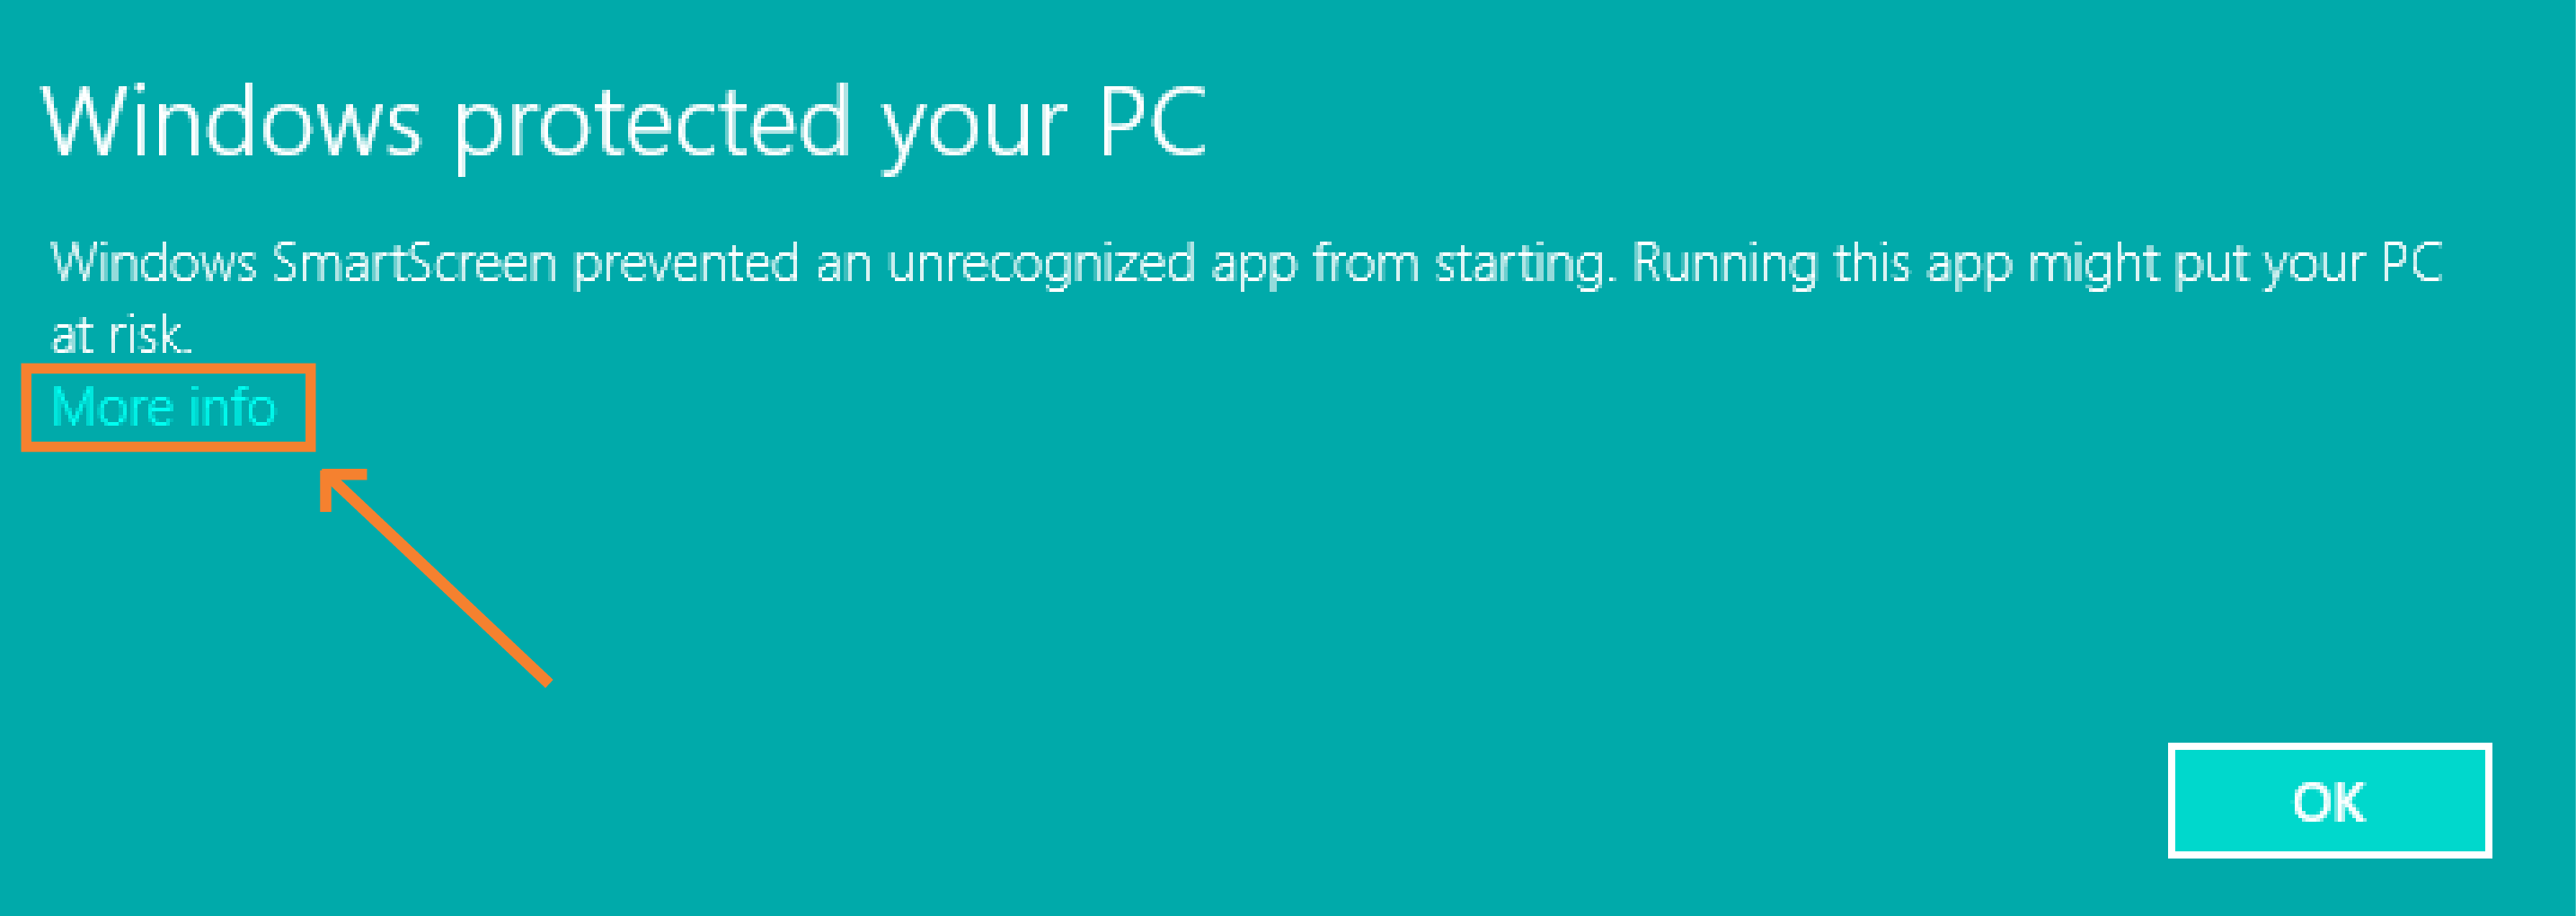 Windows protected your PC
Windows SmartScreen prevented an unrecognized app from starting. Running this app might put your PC
at risk.
More info
OK